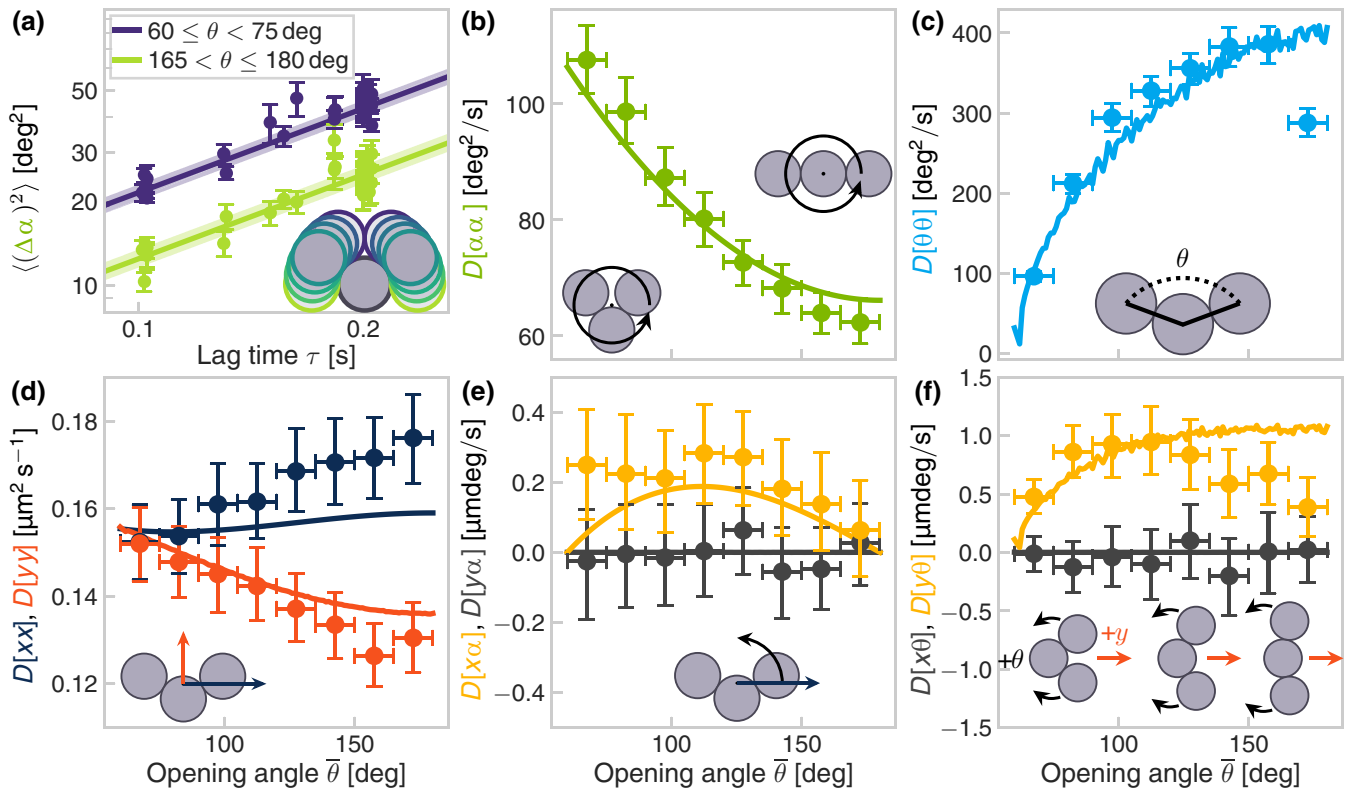 (a)
60 ≤ θ < 75 deg
165 < θ ≤ 180 deg
⟨(Δα)²⟩ [deg²]
50
30
20
10
0.1
0.2
Lag time τ [s]
(b)
D[αα] [deg²/s]
100
80
60
100
150
(c)
D[θθ] [deg²/s]
400
300
200
100
0
θ
100
150
(d)
D[xx], D[yy] [µm² s⁻¹]
0.18
0.16
0.14
0.12
100
150
Opening angle θ̅ [deg]
(e)
D[xα], D[yα] [µmdeg/s]
0.4
0.2
0.0
−0.2
−0.4
100
150
Opening angle θ̅ [deg]
(f)
D[xθ], D[yθ] [µmdeg/s]
1.5
1.0
0.5
0.0
−0.5
−1.0
−1.5
+y
+θ
100
150
Opening angle θ̅ [deg]